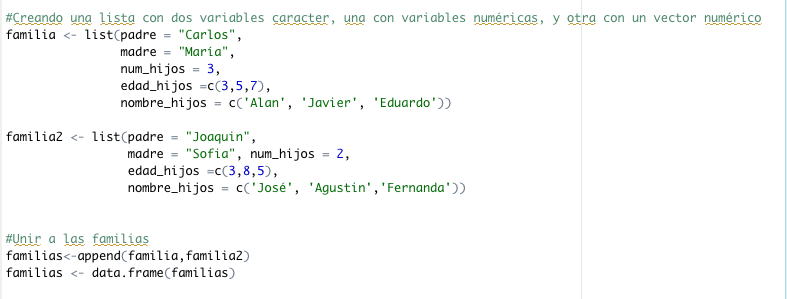 #Creando una lista con dos variables caracter, una con variables numéricas, y otra con un vector numérico
familia <- list(padre = "Carlos",
madre = "María",
num_hijos = 3,
edad_hijos =c(3,5,7),
nombre_hijos = c('Alan', 'Javier', 'Eduardo'))
familia2 <- list(padre = "Joaquin",
madre = "Sofia", num_hijos = 2,
edad_hijos =c(3,8,5),
nombre_hijos = c('José', 'Agustin','Fernanda'))
#Unir a las familias
familias<-append(familia,familia2)
familias <- data.frame(familias)